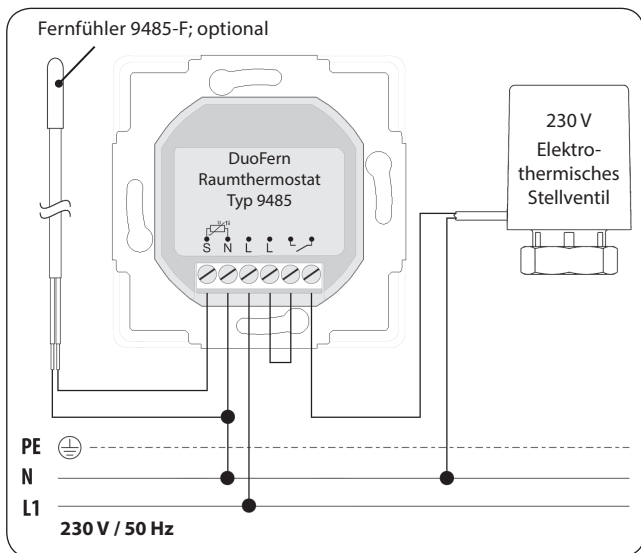 Fernfühler 9485-F; optional
230 V
Elektro-
thermisches
Stellventil
DuoFern
Raumthermostat
Typ 9485
S N L L
PE
N
L1
230 V / 50 Hz